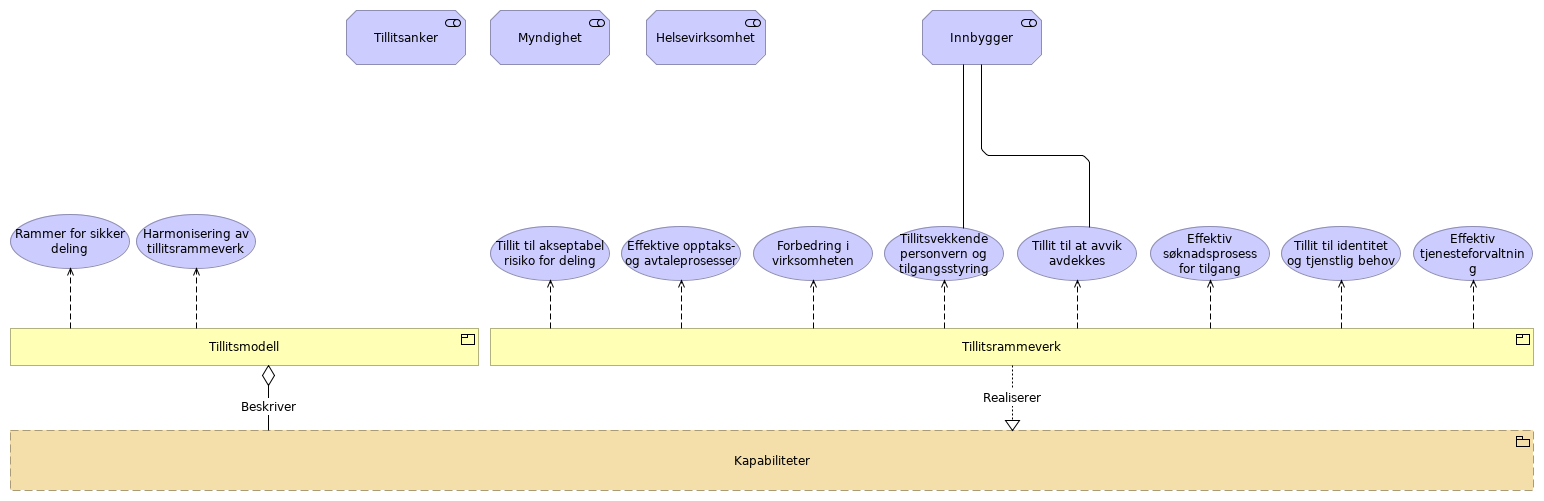 Tillitsanker
Myndighet
Helsevirksomhet
Innbygger
Rammer for sikker
deling
Harmonisering av
tillitsrammeverk
Tillit til akseptabel
risiko for deling
Effektive opptaks-
og avtaleprosesser
Forbedring i
virksomheten
Tillitsvekkende
personvern og
tilgangsstyring
Tillit til at avvik
avdekkes
Effektiv
søknadsprosess
for tilgang
Tillit til identitet
og tjenstlig behov
Effektiv
tjenesteforvaltnin
g
Tillitsmodell
Tillitsrammeverk
Beskriver
Realiserer
Kapabiliteter